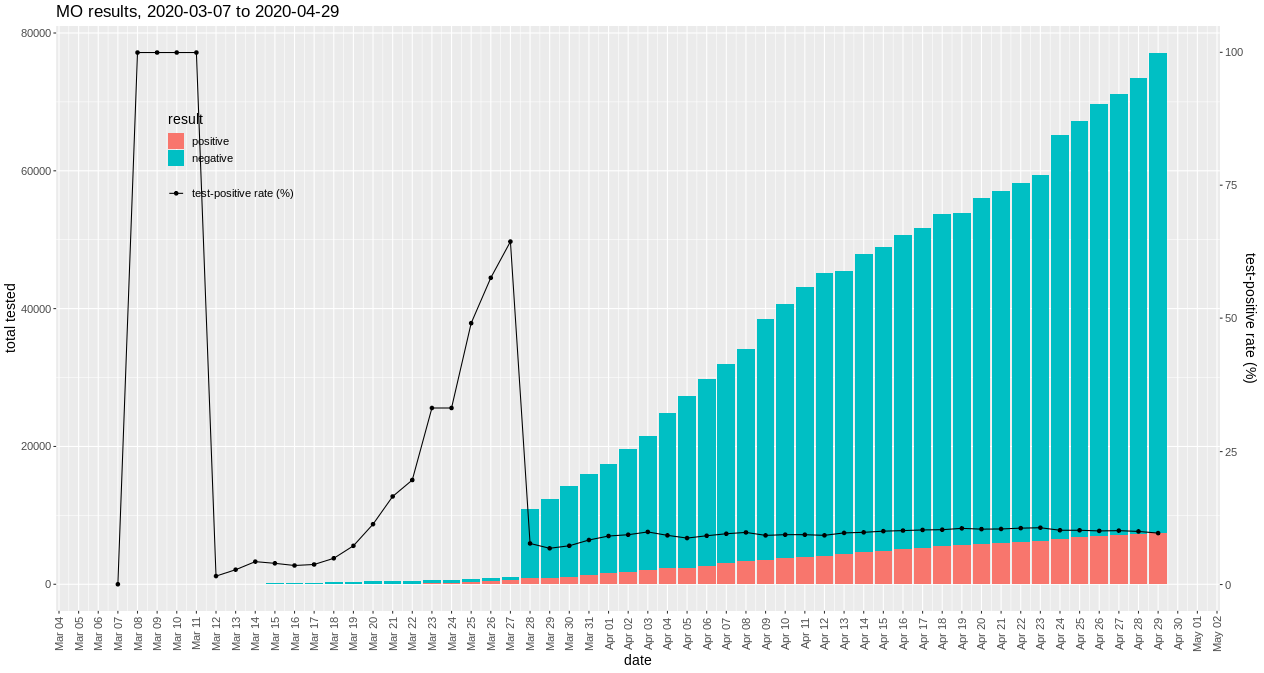 MO results, 2020-03-07 to 2020-04-29
80000
60000
40000
20000
0
total tested
result
positive
negative
test-positive rate (%)
100
75
50
25
0
test-positive rate (%)
Mar 04
Mar 05
Mar 06
Mar 07
Mar 08
Mar 09
Mar 10
Mar 11
Mar 12
Mar 13
Mar 14
Mar 15
Mar 16
Mar 17
Mar 18
Mar 19
Mar 20
Mar 21
Mar 22
Mar 23
Mar 24
Mar 25
Mar 26
Mar 27
Mar 28
Mar 29
Mar 30
Mar 31
Apr 01
Apr 02
Apr 03
Apr 04
Apr 05
Apr 06
Apr 07
Apr 08
Apr 09
Apr 10
Apr 11
Apr 12
Apr 13
Apr 14
Apr 15
Apr 16
Apr 17
Apr 18
Apr 19
Apr 20
Apr 21
Apr 22
Apr 23
Apr 24
Apr 25
Apr 26
Apr 27
Apr 28
Apr 29
Apr 30
May 01
May 02
date